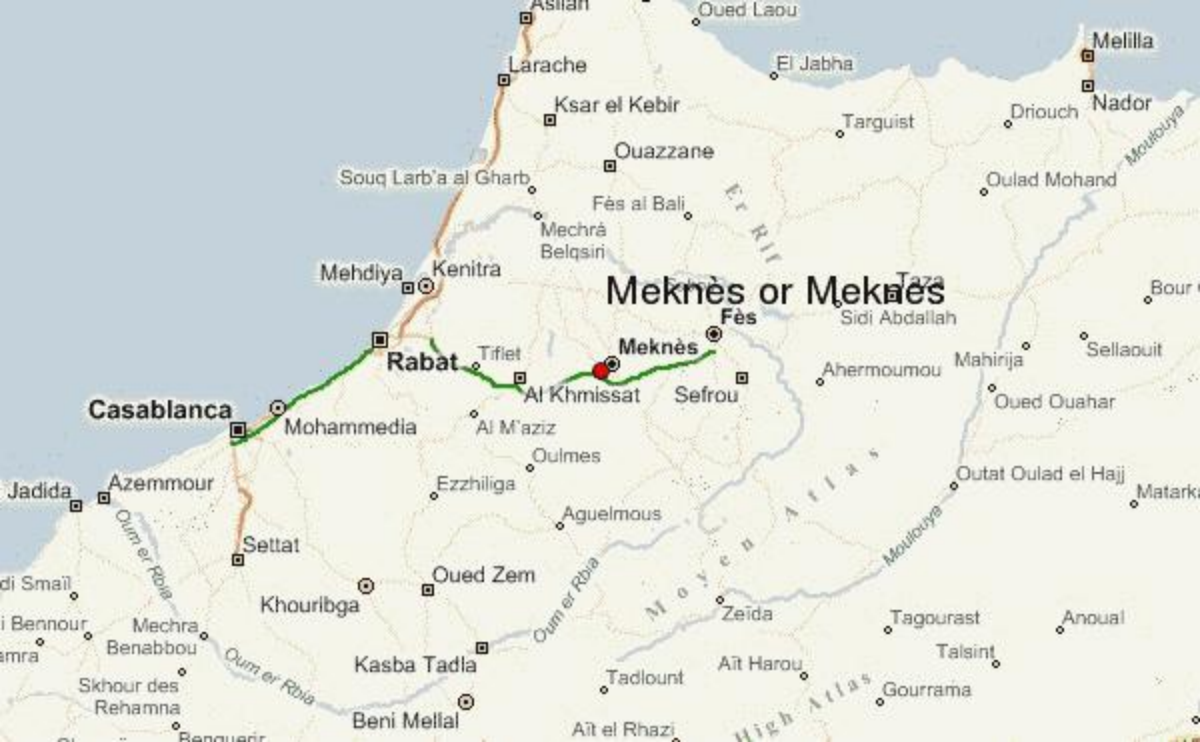 Asilah
Oued Laou
Melilla
Larache
El Jabha
Ksar el Kebir
Nador
Driouch
Targuist
Moulouya
Ouazzane
Souq Larb'a al Gharb
Oulad Mohand
Fès al Bali
Er Rif
Mechrà
Belqsiri
Mehdiya
Kenitra
Taza
Meknès or Meknes
Bour
Sidi Abdallah
Fès
Meknès
Rabat
Tiflet
Sellaouit
Mahirija
Ahermoumou
Al Khmissat
Sefrou
Oued Ouahar
Casablanca
Mohammedia
Al M'aziz
Oulmes
Moyen Atlas
Outat Oulad el Hajj
Jadida
Azemmour
Ezzhiliga
Matarka
Aguelmous
Oum er Rbia
Moulouya
Settat
Oued Zem
di Smaïl
Khouribga
Oum er Rbia
Zeïda
Tagourast
Anoual
i Bennour
Mechra
Benabbou
amra
Talsint
Kasba Tadla
Aït Harou
Oum er Rbia
Tadlount
Skhour des
Rehamna
Gourrama
High Atlas
Beni Mellal
Aït el Rhazi
Benguerir